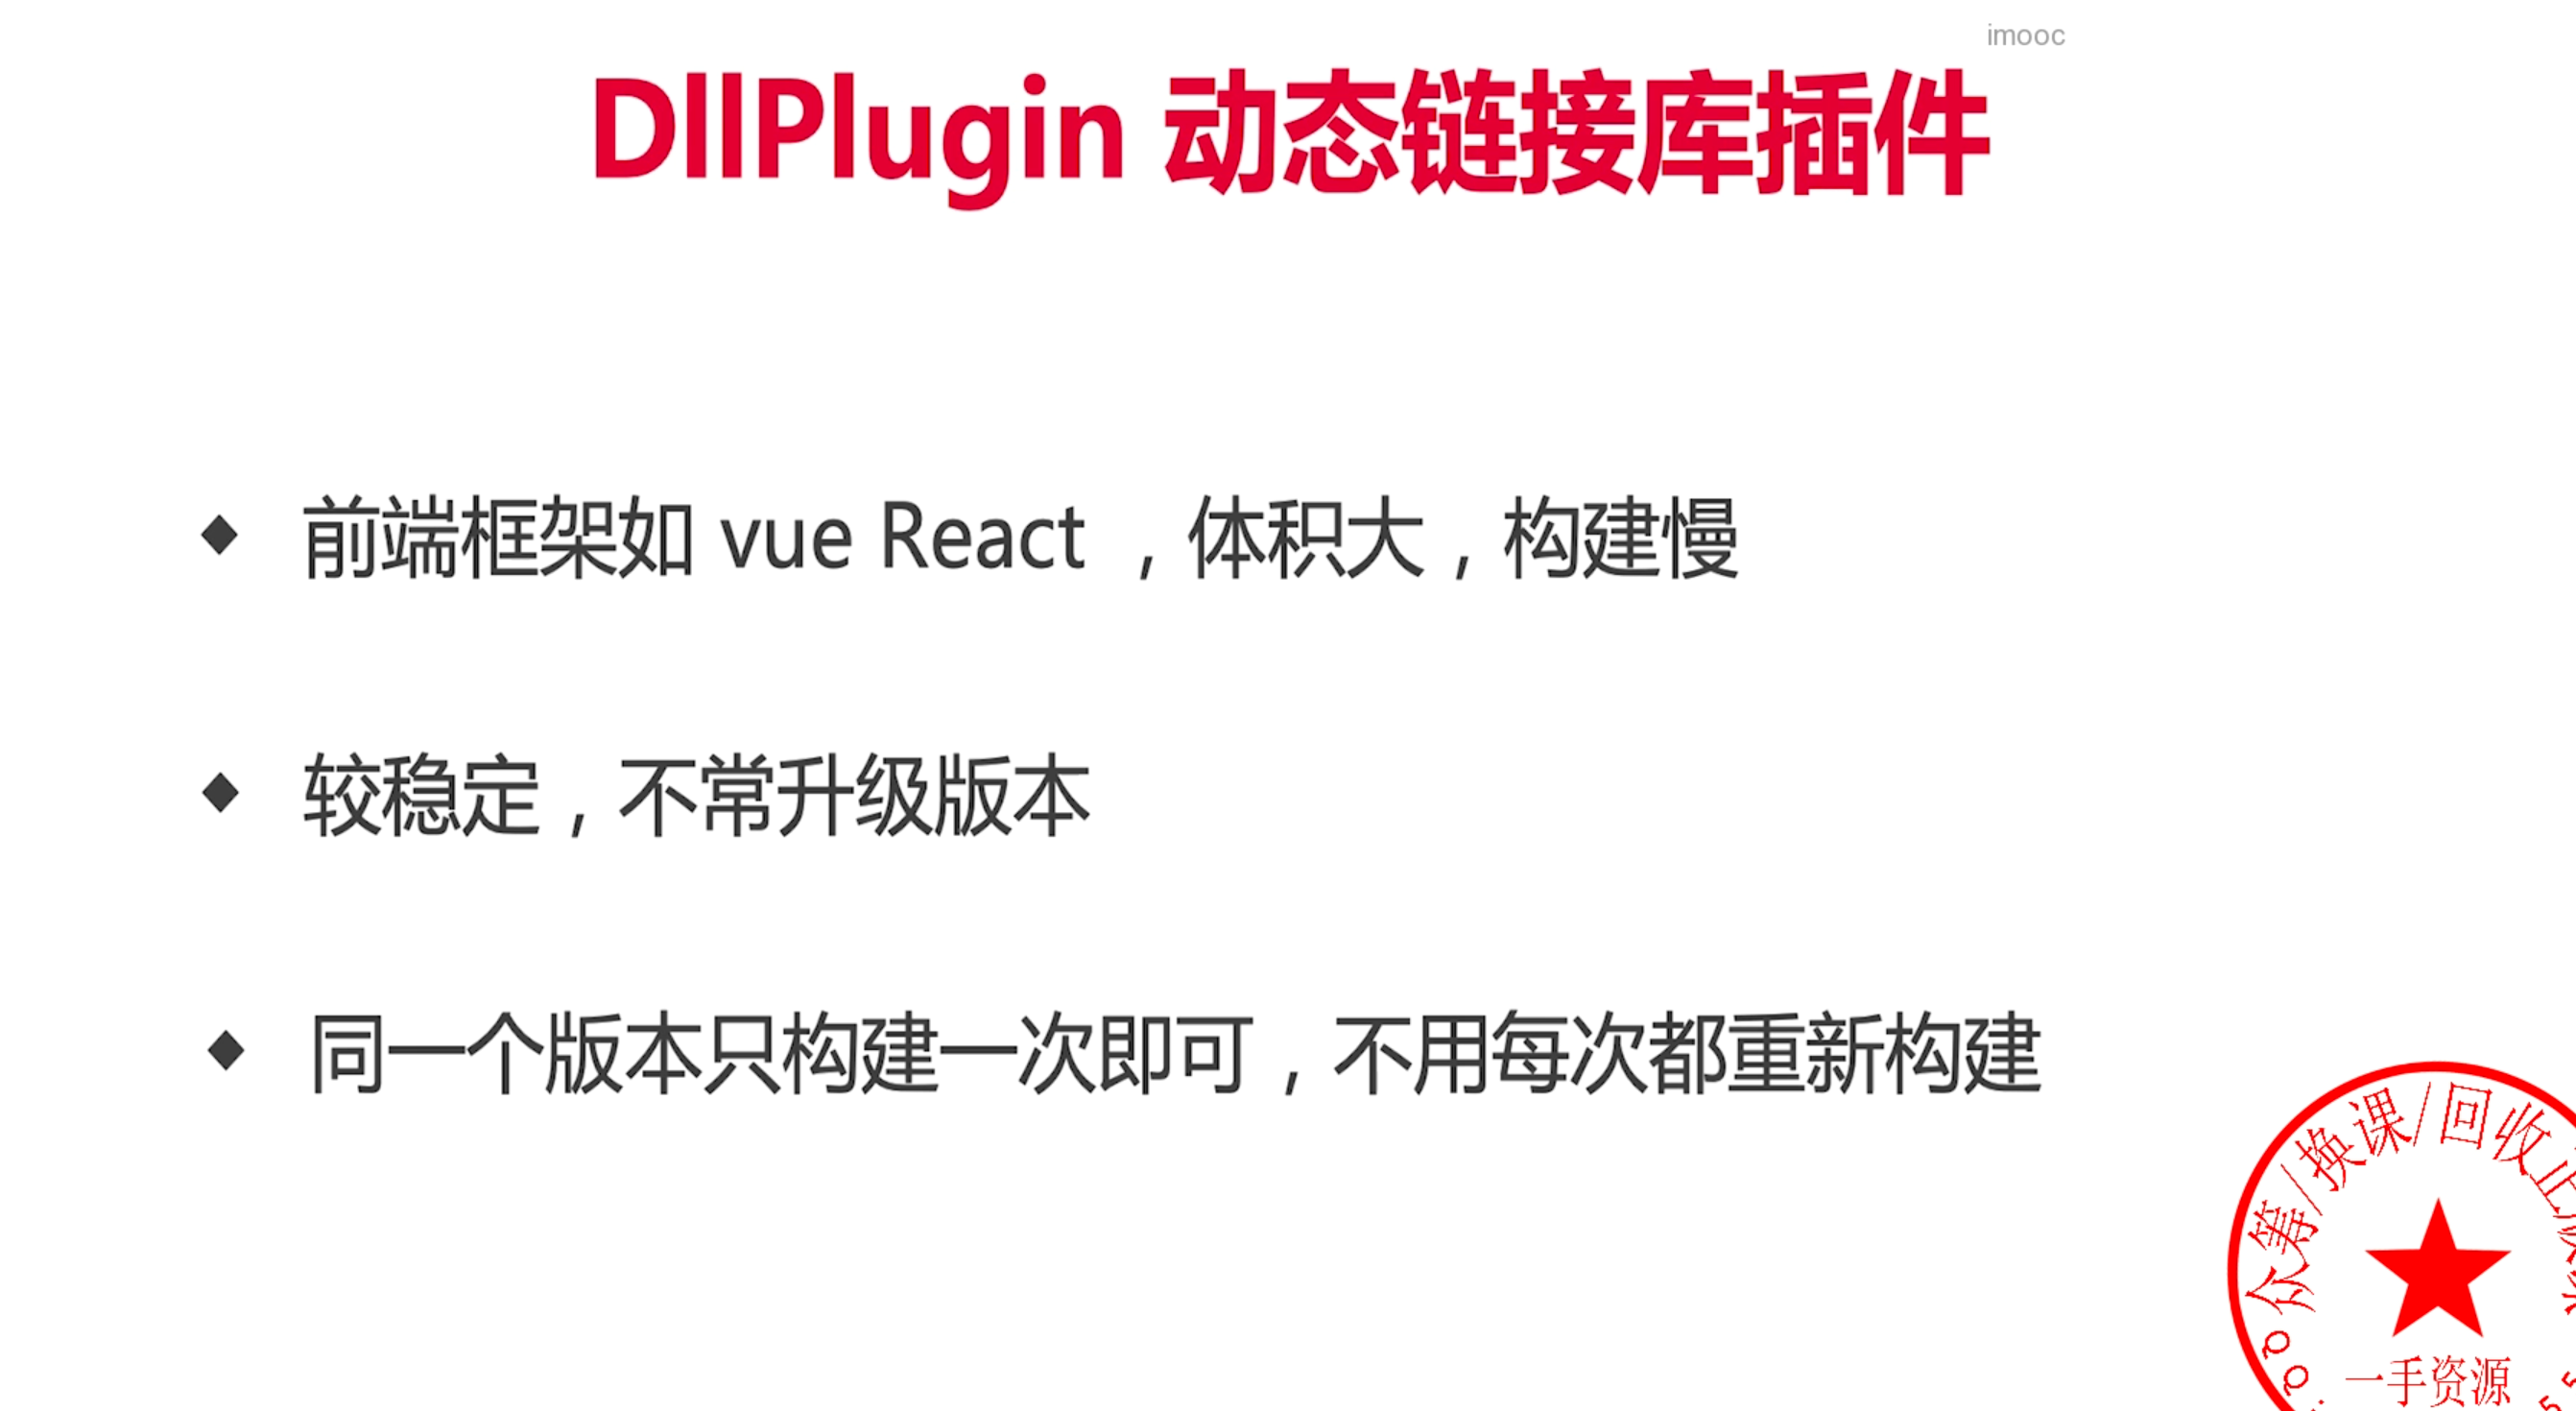 imooc
DllPlugin 动态链接库插件
◆ 前端框架如 vue React ，体积大，构建慢
◆ 较稳定，不常升级版本
◆ 同一个版本只构建一次即可，不用每次都重新构建
众筹/换课/回收正
一手资源